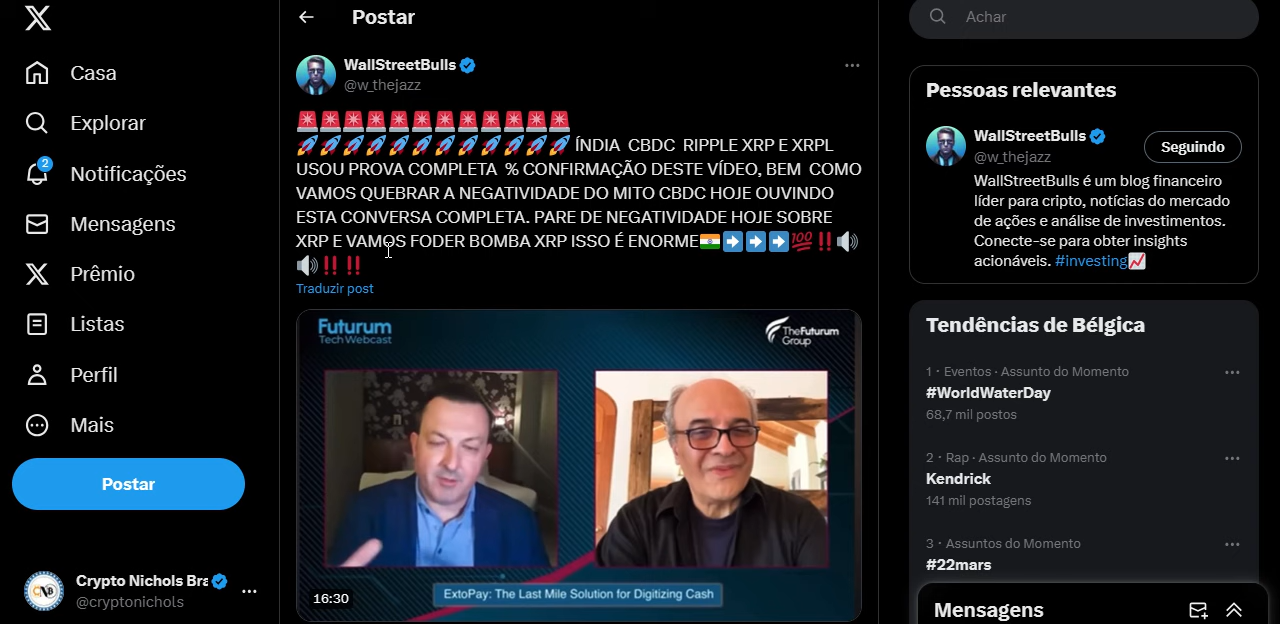 Casa
Explorar
2
Notificações
Mensagens
Prêmio
Listas
Perfil
Mais
Postar
Crypto Nichols Bra
@cryptonichols
Postar
WallStreetBulls
@w_thejazz
🚨🚨🚨🚨🚨🚨🚨🚨🚨🚨🚨🚨
🚀🚀🚀🚀🚀🚀🚀🚀🚀🚀🚀🚀 ÍNDIA CBDC RIPPLE XRP E XRPL
USOU PROVA COMPLETA % CONFIRMAÇÃO DESTE VÍDEO, BEM COMO
VAMOS QUEBRAR A NEGATIVIDADE DO MITO CBDC HOJE OUVINDO
ESTA CONVERSA COMPLETA. PARE DE NEGATIVIDADE HOJE SOBRE
XRP E VAMOS FODER BOMBA XRP ISSO É ENORME🇮🇳➡️➡️➡️💯‼️🔊
🔊‼️‼️
Traduzir post
Futurum
Tech Webcast
TheFuturum
Group
16:30
ExtoPay: The Last Mile Solution for Digitizing Cash
Achar
Pessoas relevantes
WallStreetBulls
@w_thejazz
Seguindo
WallStreetBulls é um blog financeiro
líder para cripto, notícias do mercado
de ações e análise de investimentos.
Conecte-se para obter insights
acionáveis. #investing📈
Tendências de Bélgica
1 · Eventos · Assunto do Momento
#WorldWaterDay
68,7 mil postos
2 · Rap · Assunto do Momento
Kendrick
141 mil postagens
3 · Assuntos do Momento
#22mars
Mensagens